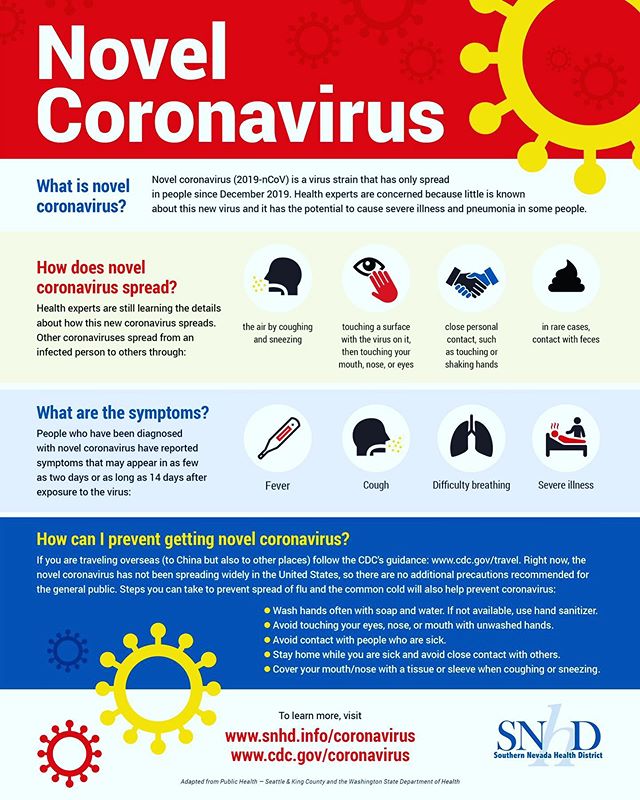 Novel
Coronavirus
What is novel
coronavirus?
Novel coronavirus (2019-nCoV) is a virus strain that has only spread
in people since December 2019. Health experts are concerned because little is known
about this new virus and it has the potential to cause severe illness and pneumonia in some people.
How does novel
coronavirus spread?
Health experts are still learning the details
about how this new coronavirus spreads.
Other coronaviruses spread from an
infected person to others through:
the air by coughing
and sneezing
touching a surface
with the virus on it,
then touching your
mouth, nose, or eyes
close personal
contact, such
as touching or
shaking hands
in rare cases,
contact with feces
What are the symptoms?
People who have been diagnosed
with novel coronavirus have reported
symptoms that may appear in as few
as two days or as long as 14 days after
exposure to the virus:
Fever
Cough
Difficulty breathing
Severe illness
How can I prevent getting novel coronavirus?
If you are traveling overseas (to China but also to other places) follow the CDC's guidance: www.cdc.gov/travel. Right now, the
novel coronavirus has not been spreading widely in the United States, so there are no additional precautions recommended for
the general public. Steps you can take to prevent spread of flu and the common cold will also help prevent coronavirus:
• Wash hands often with soap and water. If not available, use hand sanitizer.
• Avoid touching your eyes, nose, or mouth with unwashed hands.
• Avoid contact with people who are sick.
• Stay home while you are sick and avoid close contact with others.
• Cover your mouth/nose with a tissue or sleeve when coughing or sneezing.
To learn more, visit
www.snhd.info/coronavirus
www.cdc.gov/coronavirus
SNhD
Southern Nevada Health District
Adapted from Public Health — Seattle & King County and the Washington State Department of Health